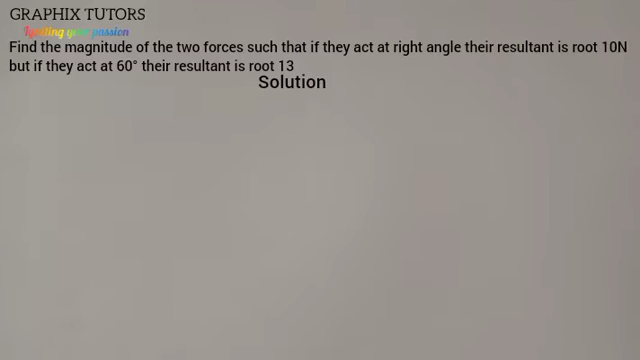 GRAPHIX TUTORS
Igniting your passion
Find the magnitude of the two forces such that if they act at right angle their resultant is root 10N
but if they act at 60° their resultant is root 13
Solution